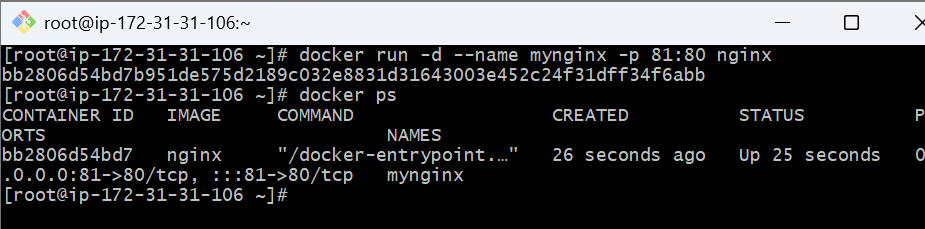 root@ip-172-31-31-106:~
[root@ip-172-31-31-106 ~]# docker run -d --name mynginx -p 81:80 nginx
bb2806d54bd7b951de575d2189c032e8831d31643003e452c24f31dff34f6abb
[root@ip-172-31-31-106 ~]# docker ps
CONTAINER ID   IMAGE     COMMAND                  CREATED          STATUS          P
ORTS                               NAMES
bb2806d54bd7   nginx     "/docker-entrypoint.…"   26 seconds ago   Up 25 seconds   0
.0.0.0:81->80/tcp, :::81->80/tcp   mynginx
[root@ip-172-31-31-106 ~]#